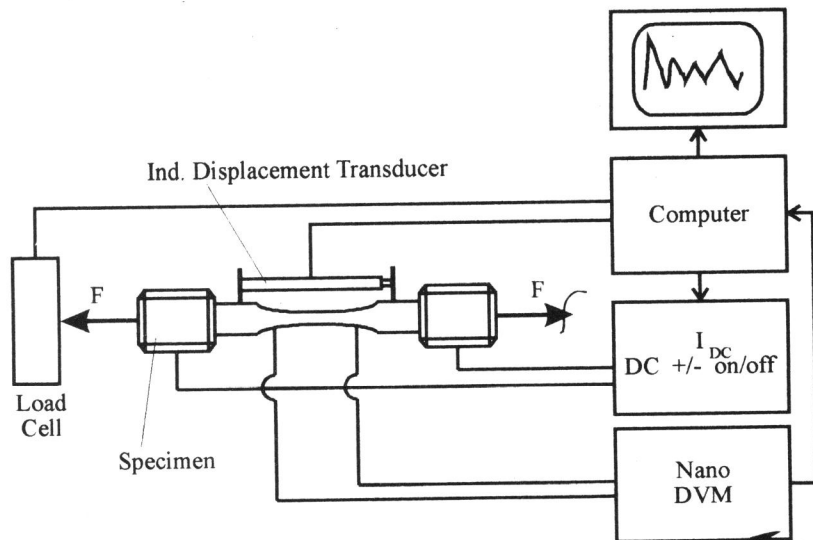 Ind. Displacement Transducer
Computer
F
F
I DC
DC +/- on/off
Load
Cell
Specimen
Nano
DVM